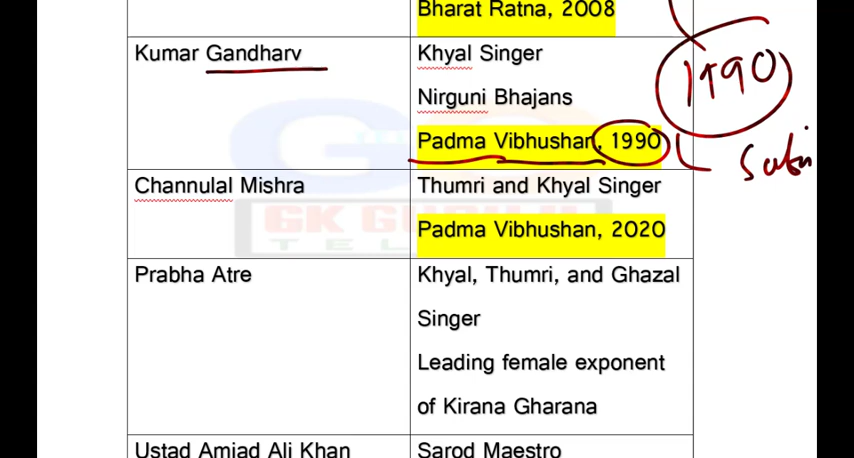 Bharat Ratna, 2008
1990
Kumar Gandharv
Khyal Singer
Nirguni Bhajans
Padma Vibhushan, 1990
Channulal Mishra
Thumri and Khyal Singer
Padma Vibhushan, 2020
Prabha Atre
Khyal, Thumri, and Ghazal
Singer
Leading female exponent
of Kirana Gharana
Ustad Amjad Ali Khan
Sarod Maestro